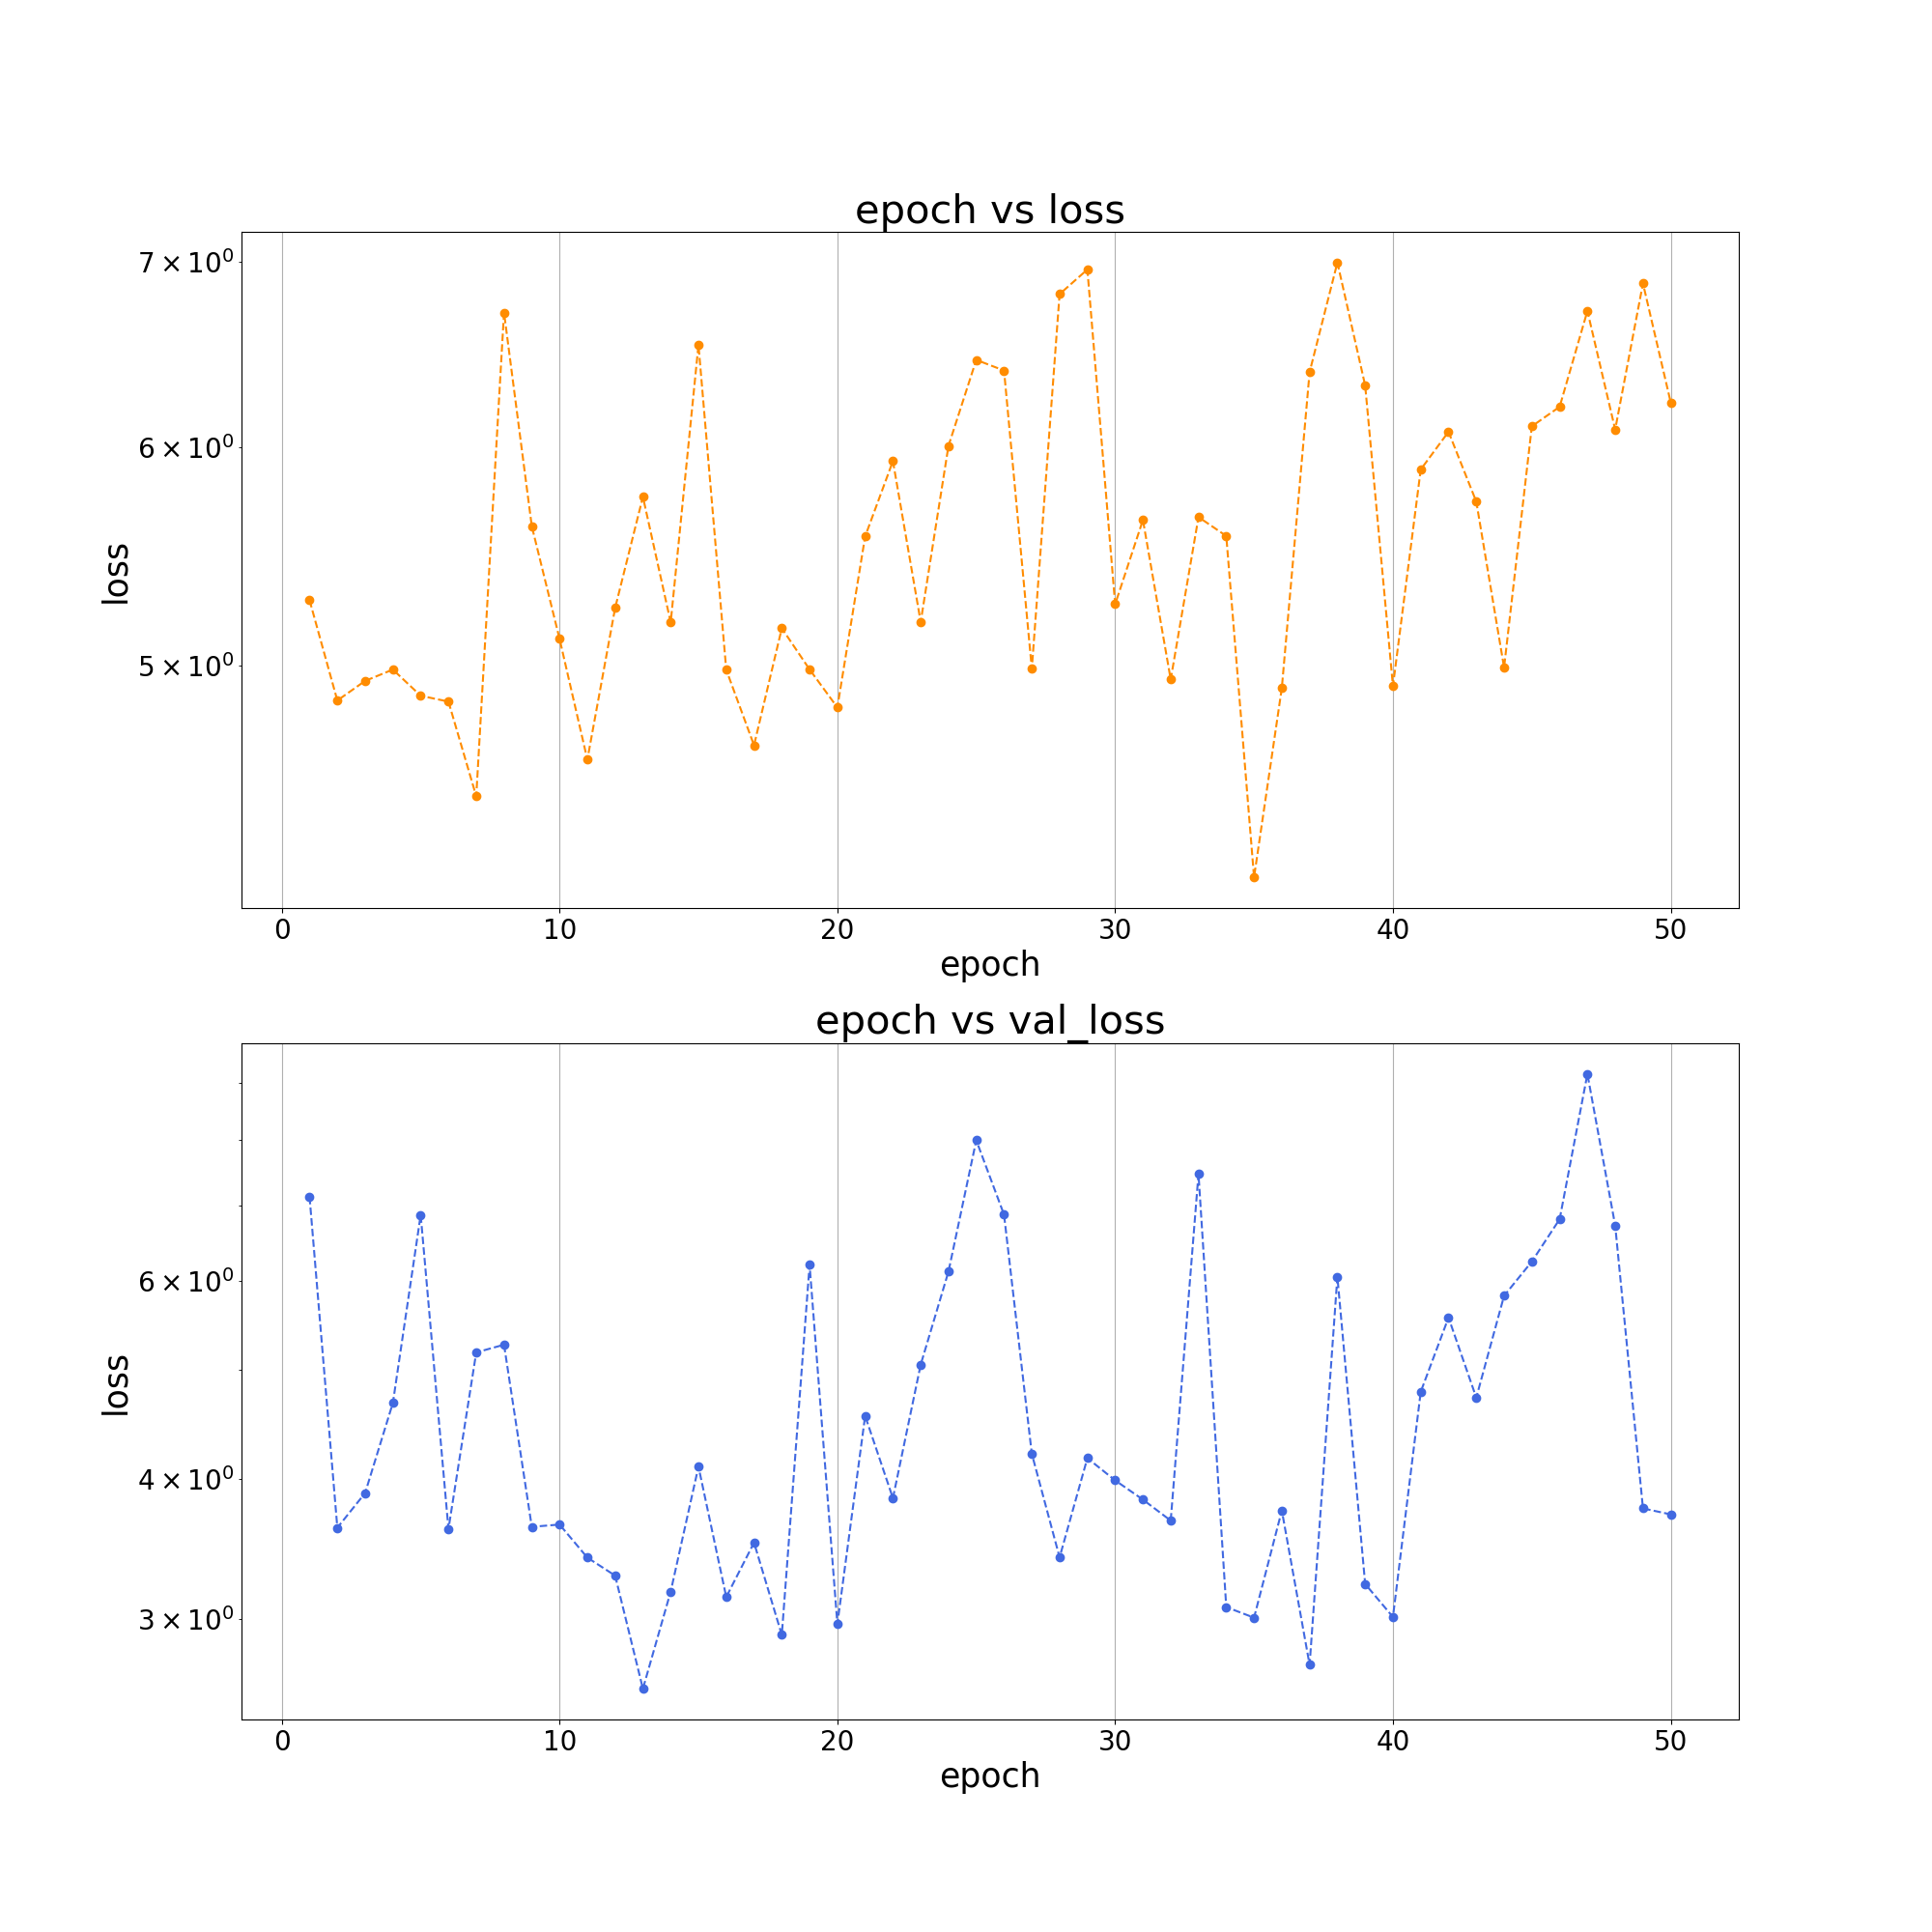 epoch vs loss
7 × 10⁰
6 × 10⁰
5 × 10⁰
loss
0 10 20 30 40 50
epoch
epoch vs val_loss
6 × 10⁰
4 × 10⁰
3 × 10⁰
loss
0 10 20 30 40 50
epoch